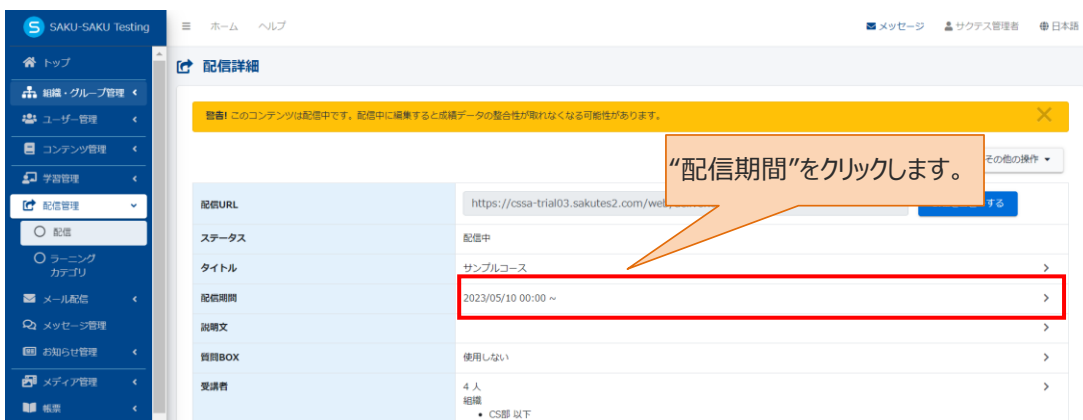 SAKU-SAKU Testing
ホーム ヘルプ
メッセージ サクテス管理者 日本語
トップ
組織・グループ管理
ユーザー管理
コンテンツ管理
学習管理
配信管理
配信
ラーニング
カテゴリ
メール配信
メッセージ管理
お知らせ管理
メディア管理
帳票
配信詳細
警告! このコンテンツは配信中です。配信中に編集すると成績データの整合性が取れなくなる可能性があります。
その他の操作
“配信期間”をクリックします。
配信URL
https://cssa-trial03.sakutes2.com/web/
する
ステータス
配信中
タイトル
サンプルコース
配信期間
2023/05/10 00:00 ~
説明文
質問BOX
使用しない
受講者
4 人
組織
• CS部 以下